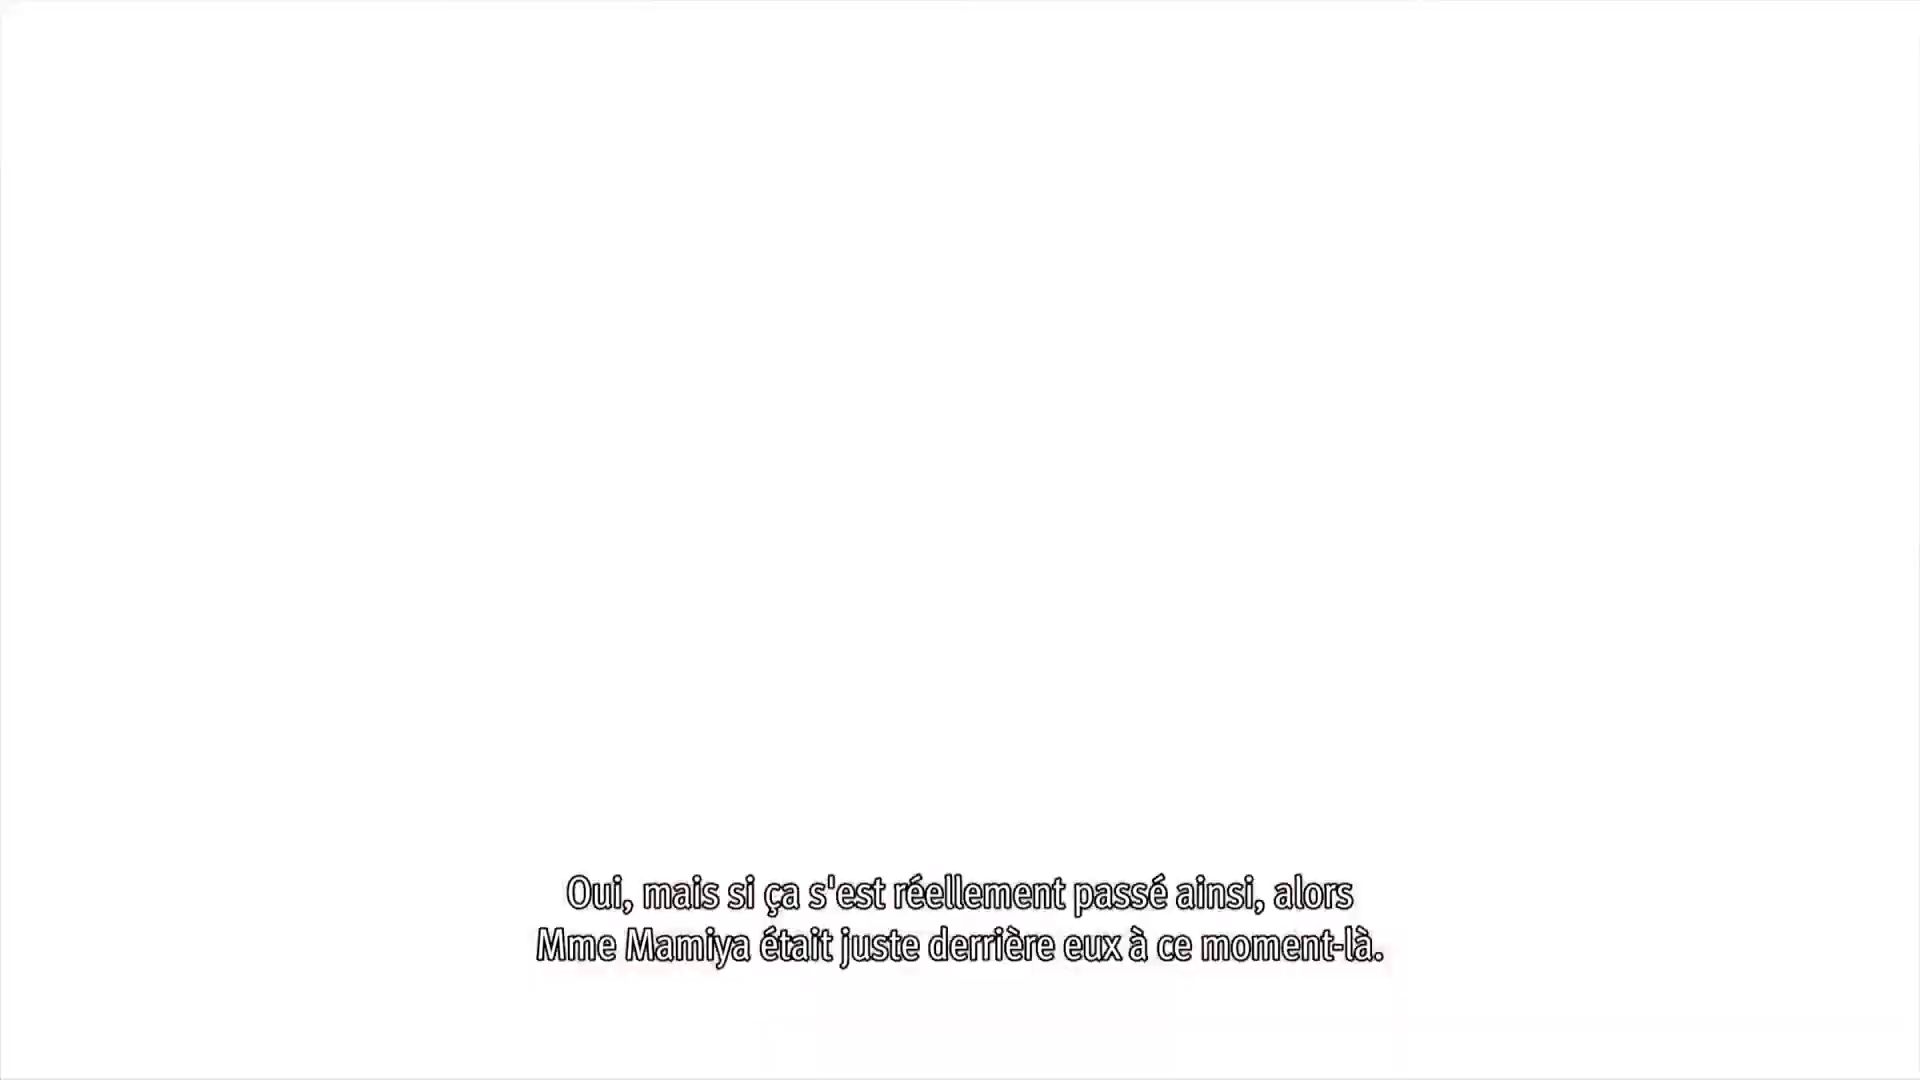 Oui, mais si ça s'est réellement passé ainsi, alors
Mme Mamiya était juste derrière eux à ce moment-là.